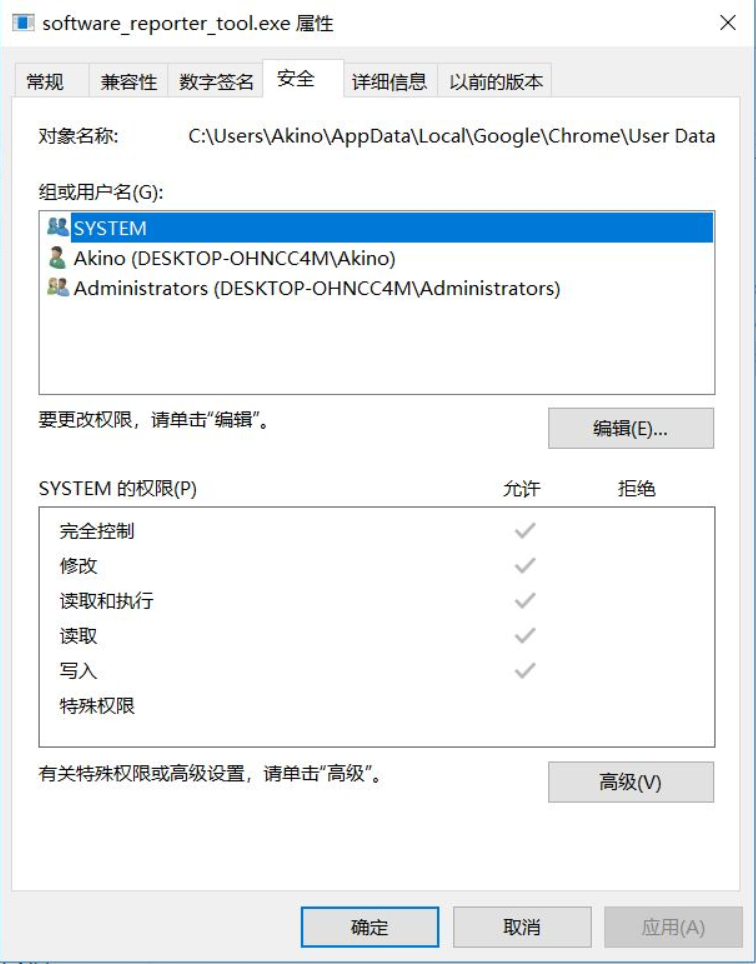 software_reporter_tool.exe 属性
常规 兼容性 数字签名 安全 详细信息 以前的版本
对象名称: C:\Users\Akino\AppData\Local\Google\Chrome\User Data
组或用户名(G):
SYSTEM
Akino (DESKTOP-OHNCC4M\Akino)
Administrators (DESKTOP-OHNCC4M\Administrators)
要更改权限，请单击“编辑”。 编辑(E)...
SYSTEM 的权限(P) 允许 拒绝
完全控制
修改
读取和执行
读取
写入
特殊权限
有关特殊权限或高级设置，请单击“高级”。 高级(V)
确定 取消 应用(A)